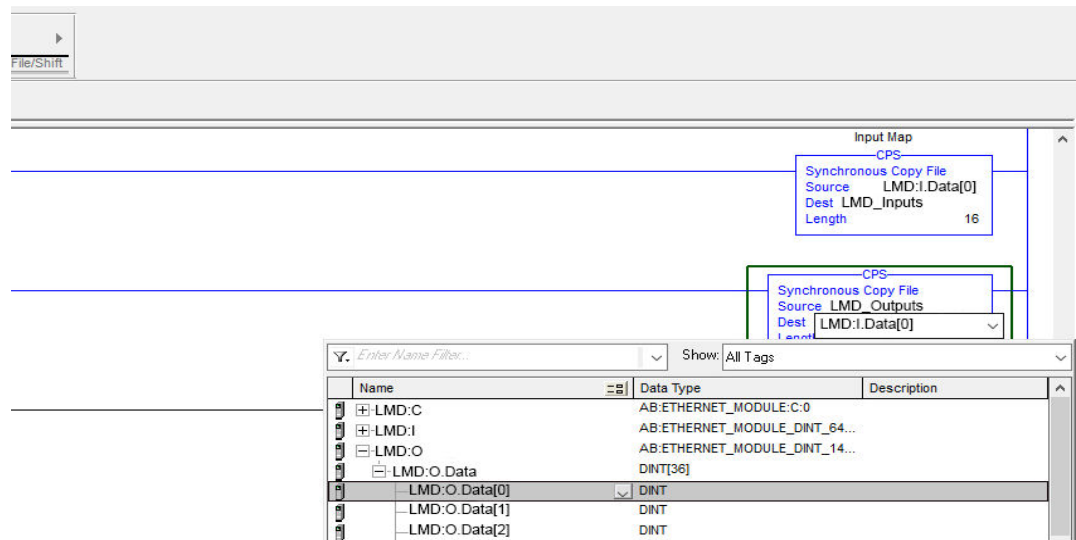 File/Shift
Input Map
CPS
Synchronous Copy File
Source LMD:I.Data[0]
Dest LMD_Inputs
Length 16
CPS
Synchronous Copy File
Source LMD_Outputs
Dest LMD:I.Data[0]
Enter Name Filter...
Show: All Tags
Name Data Type Description
LMD:C AB:ETHERNET_MODULE:C:0
LMD:I AB:ETHERNET_MODULE_DINT_64...
LMD:O AB:ETHERNET_MODULE_DINT_14...
LMD:O.Data DINT[36]
LMD:O.Data[0] DINT
LMD:O.Data[1] DINT
LMD:O.Data[2] DINT